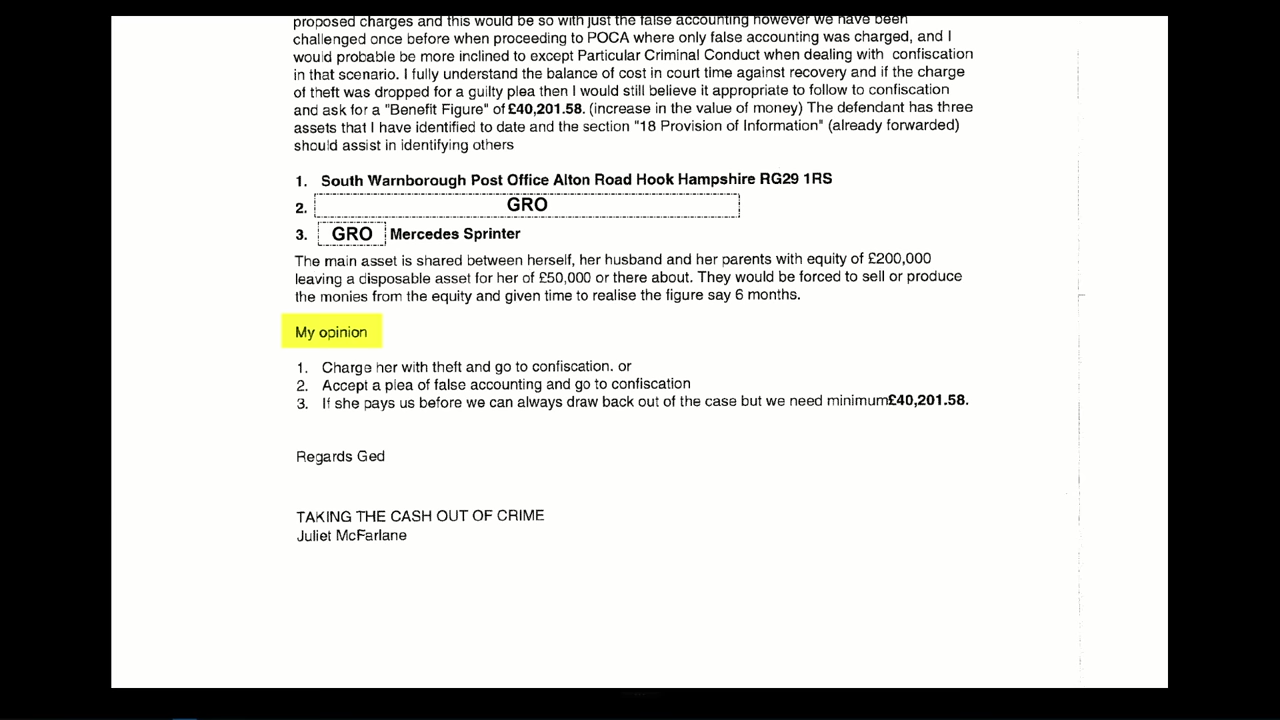 proposed charges and this would be so with just the false accounting however we have been
challenged once before when proceeding to POCA where only false accounting was charged, and I
would probable be more inclined to except Particular Criminal Conduct when dealing with confiscation
in that scenario. I fully understand the balance of cost in court time against recovery and if the charge
of theft was dropped for a guilty plea then I would still believe it appropriate to follow to confiscation
and ask for a "Benefit Figure" of £40,201.58. (increase in the value of money) The defendant has three
assets that I have identified to date and the section "18 Provision of Information" (already forwarded)
should assist in identifying others
1. South Warnborough Post Office Alton Road Hook Hampshire RG29 1RS
2. GRO
3. GRO Mercedes Sprinter
The main asset is shared between herself, her husband and her parents with equity of £200,000
leaving a disposable asset for her of £50,000 or there about. They would be forced to sell or produce
the monies from the equity and given time to realise the figure say 6 months.
My opinion
1. Charge her with theft and go to confiscation. or
2. Accept a plea of false accounting and go to confiscation
3. If she pays us before we can always draw back out of the case but we need minimum£40,201.58.
Regards Ged
TAKING THE CASH OUT OF CRIME
Juliet McFarlane